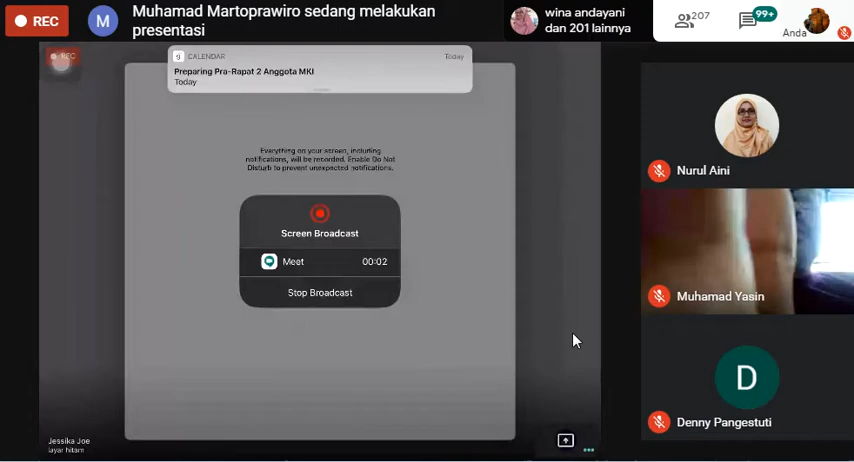 REC
M
Muhamad Martoprawiro sedang melakukan
presentasi
wina andayani
dan 201 lainnya
207
99+
Anda
REC
CALENDAR
Today
Preparing Pra-Rapat 2 Anggota MKI
Today
Everything on your screen, including
notifications, will be recorded. Enable Do Not
Disturb to prevent unexpected notifications.
Screen Broadcast
Meet 00:02
Stop Broadcast
Jessika Joe
layar hitam
Nurul Aini
Muhamad Yasin
D
Denny Pangestuti